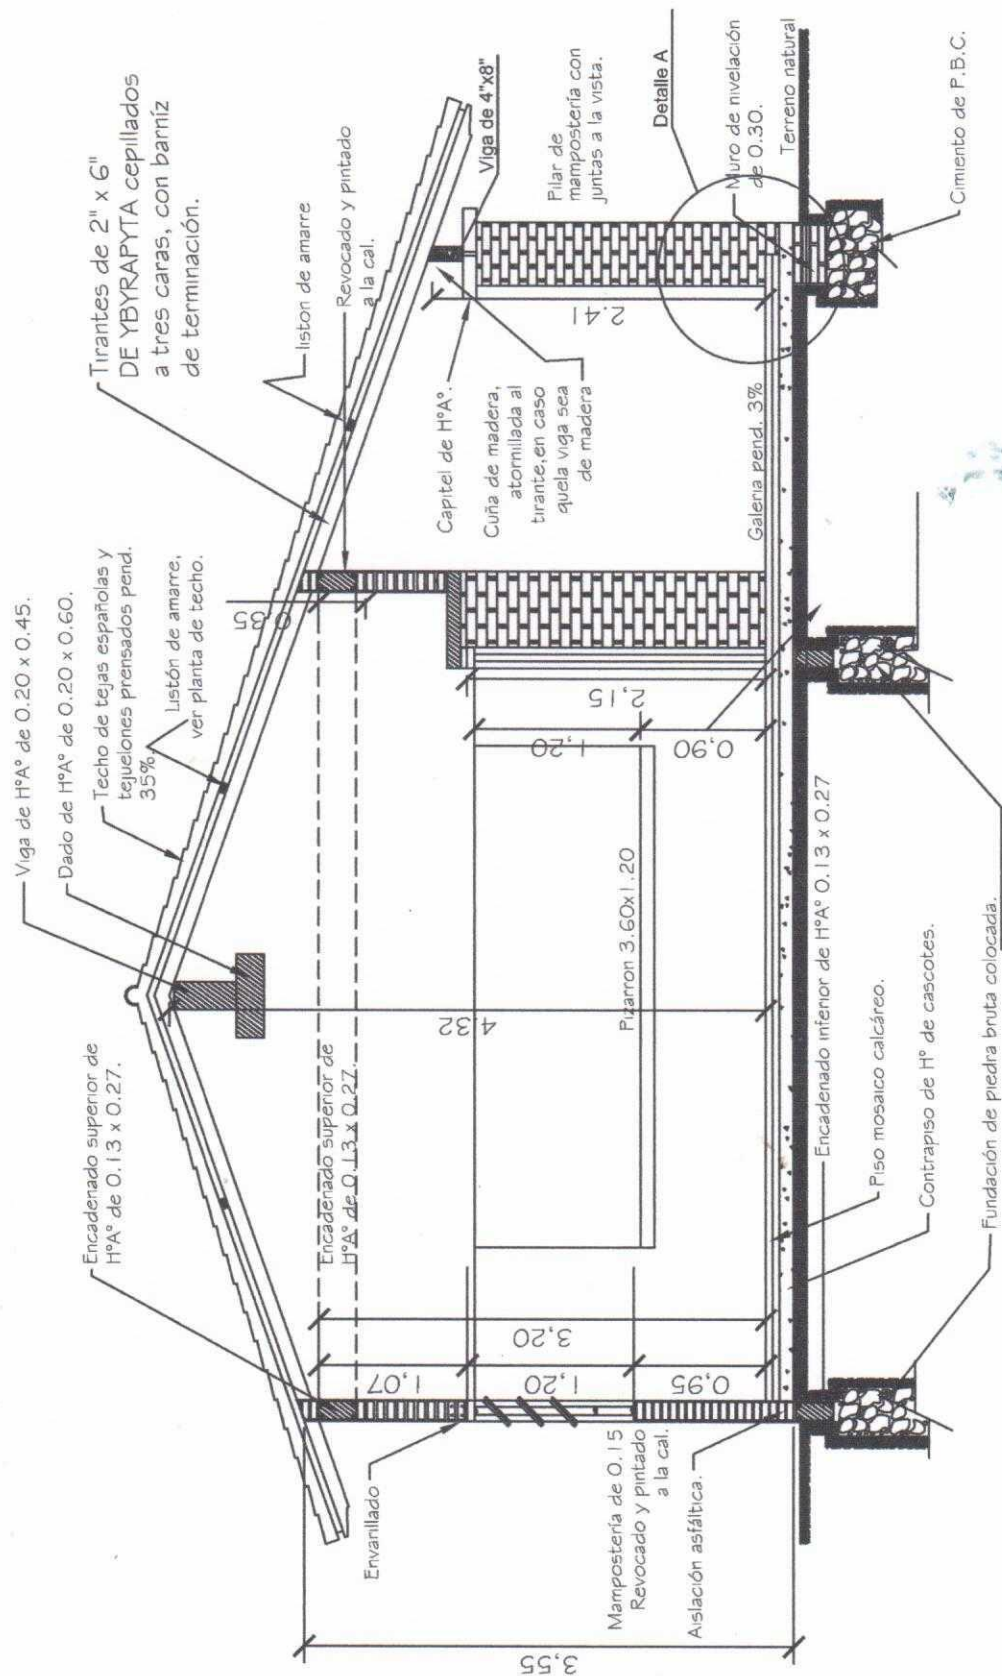 Viga de H°A° de 0.20 x 0.45.
Dado de H°A° de 0.20 x 0.60.
Techo de tejas españolas y
tejuelones prensados pend.
35%.
Listón de amarre,
ver planta de techo.
Tirantes de 2" x 6"
DE YBYRAPYTA cepillados
a tres caras, con barníz
de terminación.
liston de amarre
Revocado y pintado
a la cal.
Viga de 4"x8"
Pilar de
mampostería con
juntas a la vista.
Detalle A
Muro de nivelación
de 0.30.
Terreno natural
Cimiento de P.B.C.
Encadenado superior de
H°A° de 0.13 x 0.27.
Encadenado superior de
H°A° de 0.13 x 0.27.
Capitel de H°A°.
Cuña de madera,
atornillada al
tirante,en caso
quela viga sea
de madera
2.41
Galeria pend. 3%
0.35
4.32
2,15
1,20
0,90
Pizarron 3.60x1.20
3,20
1,07
1,20
0,95
3,55
Envarillado
Mampostería de 0.15
Revocado y pintado
a la cal.
Aislación asfáltica.
Encadenado inferior de H°A° 0.13 x 0.27
Piso mosaico calcáreo.
Contrapiso de H° de cascotes.
Fundación de piedra bruta colocada.